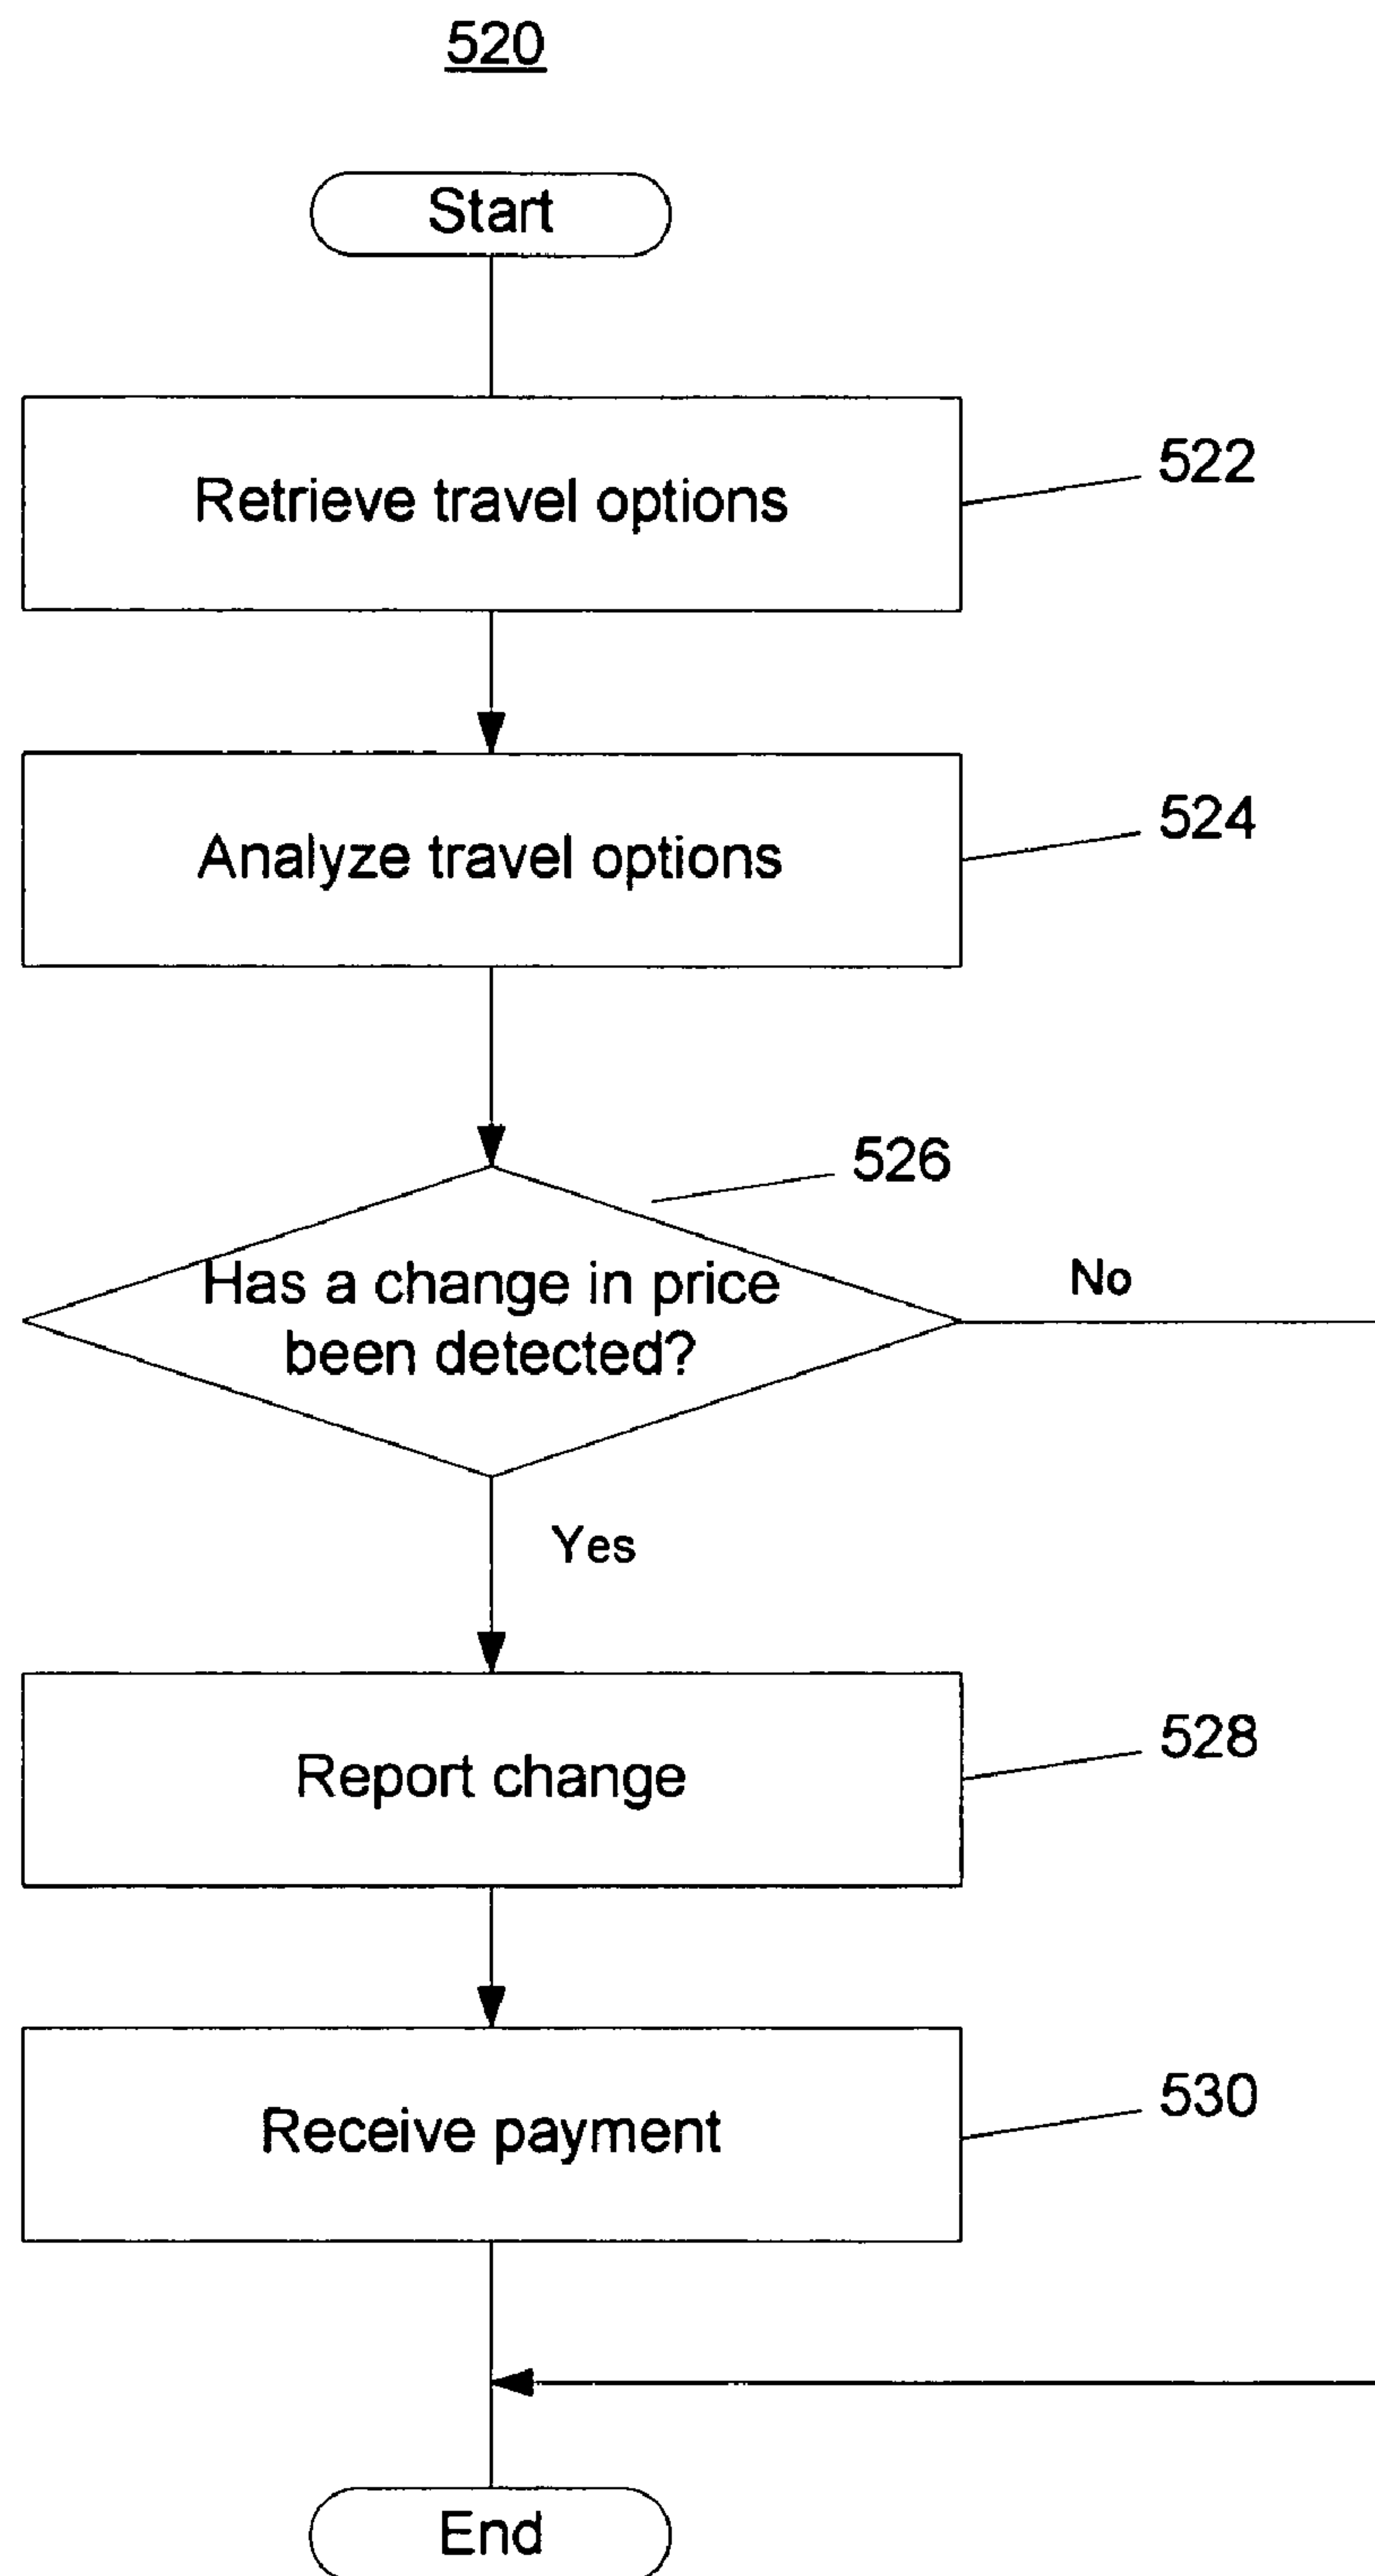 520
Start
Retrieve travel options
522
Analyze travel options
524
526
Has a change in price
been detected?
No
Yes
Report change
528
Receive payment
530
End